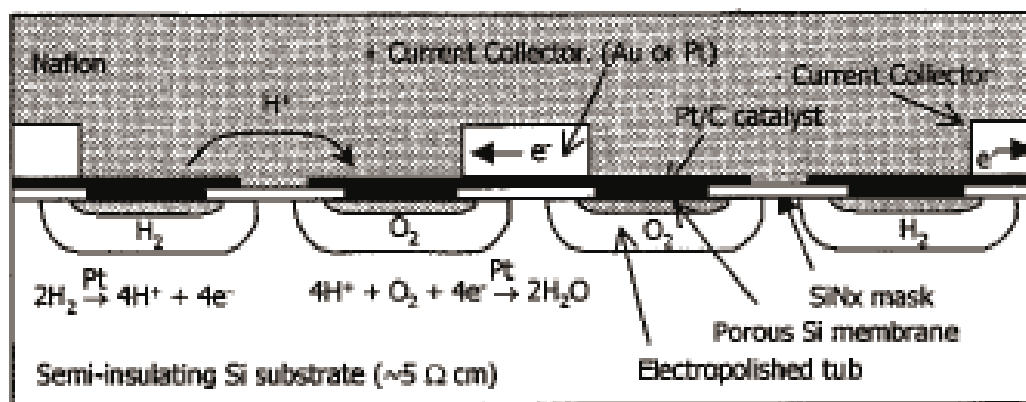 + Current Collector (Au or Pt)
Nafion
- Current Collector
H⁺
Pt/C catalyst
e⁻
e⁻
H₂
O₂
O₂
H₂
2H₂ Pt→ 4H⁺ + 4e⁻
4H⁺ + O₂ + 4e⁻ Pt→ 2H₂O
SiNx mask
Porous Si membrane
Electropolished tub
Semi-insulating Si substrate (~5 Ω cm)